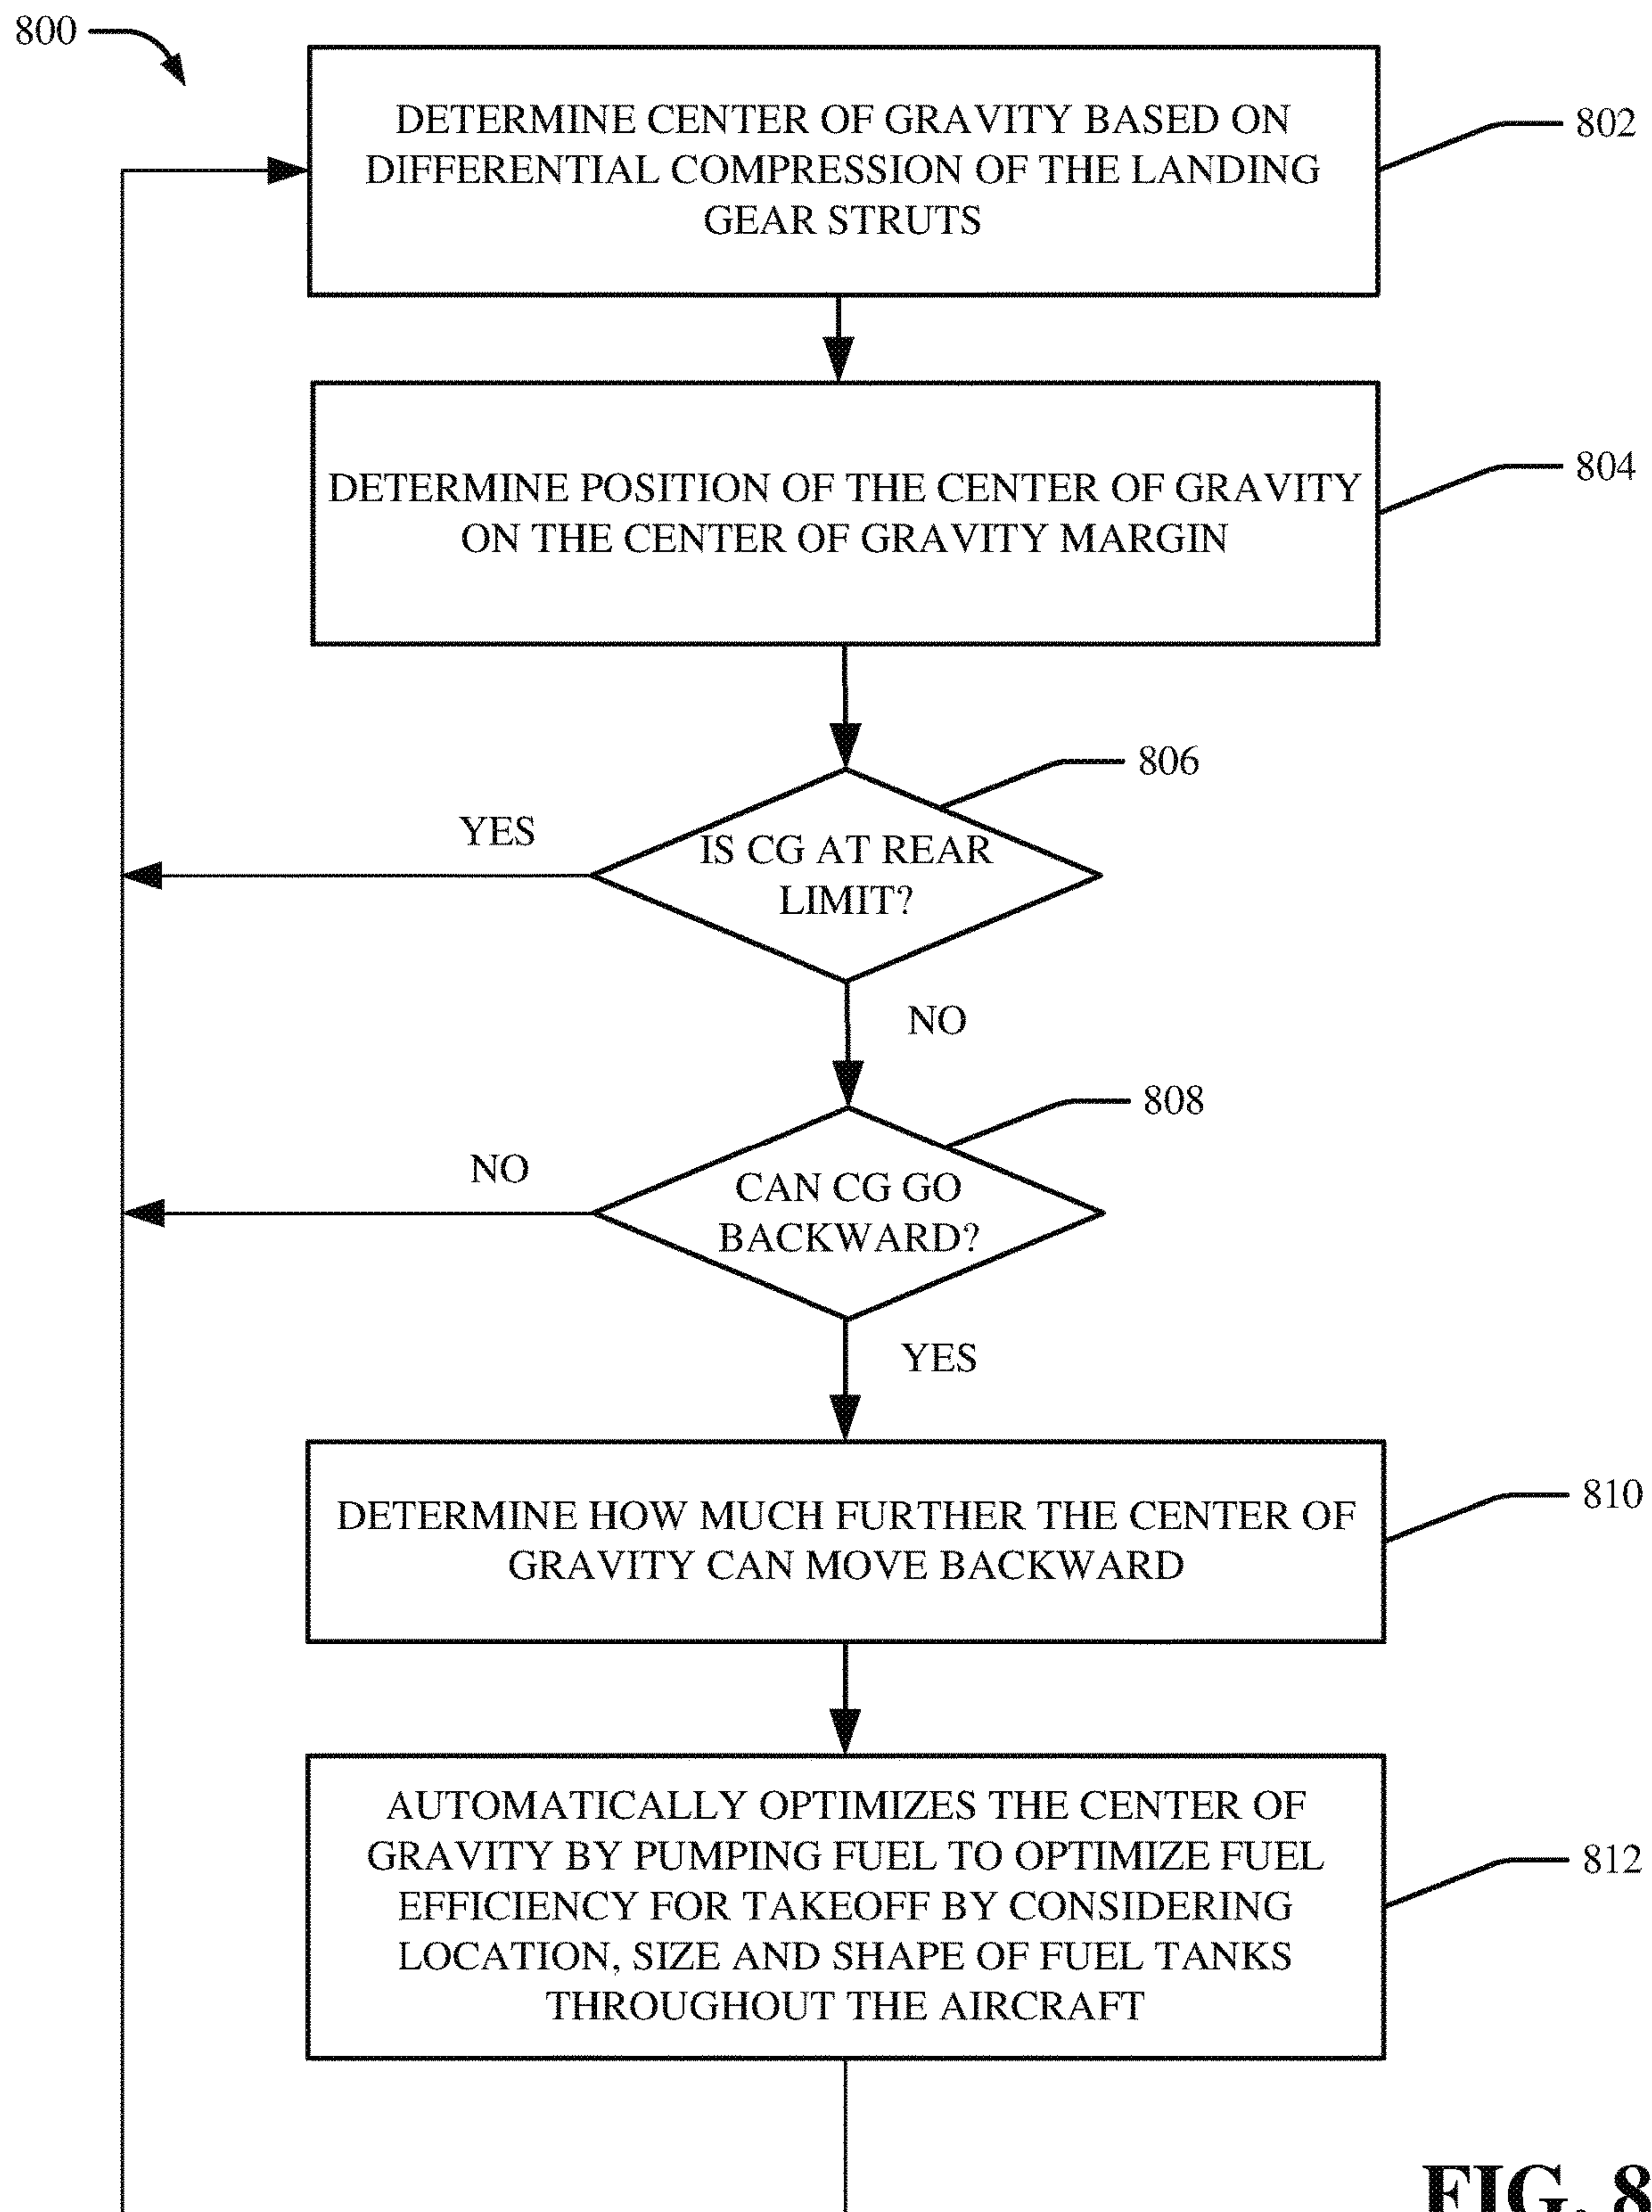 800
DETERMINE CENTER OF GRAVITY BASED ON
DIFFERENTIAL COMPRESSION OF THE LANDING
GEAR STRUTS
802
DETERMINE POSITION OF THE CENTER OF GRAVITY
ON THE CENTER OF GRAVITY MARGIN
804
806
YES
IS CG AT REAR
LIMIT?
NO
808
NO
CAN CG GO
BACKWARD?
YES
DETERMINE HOW MUCH FURTHER THE CENTER OF
GRAVITY CAN MOVE BACKWARD
810
AUTOMATICALLY OPTIMIZES THE CENTER OF
GRAVITY BY PUMPING FUEL TO OPTIMIZE FUEL
EFFICIENCY FOR TAKEOFF BY CONSIDERING
LOCATION, SIZE AND SHAPE OF FUEL TANKS
THROUGHOUT THE AIRCRAFT
812
FIG. 8